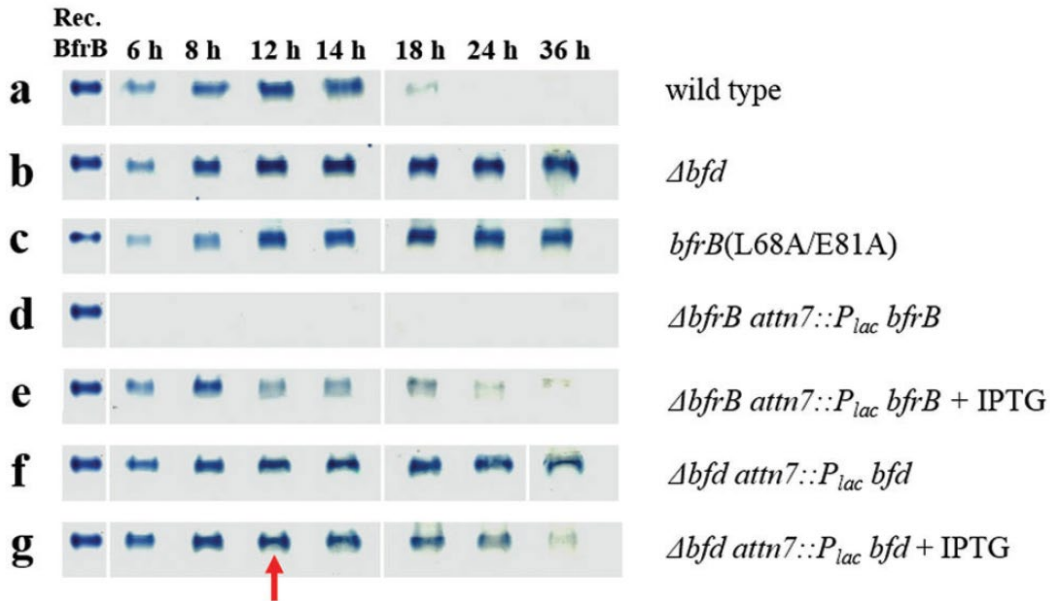 Rec.
BfrB 6 h 8 h 12 h 14 h 18 h 24 h 36 h
a wild type
b Δbfd
c bfrB(L68A/E81A)
d ΔbfrB attn7::Plac bfrB
e ΔbfrB attn7::Plac bfrB + IPTG
f Δbfd attn7::Plac bfd
g Δbfd attn7::Plac bfd + IPTG